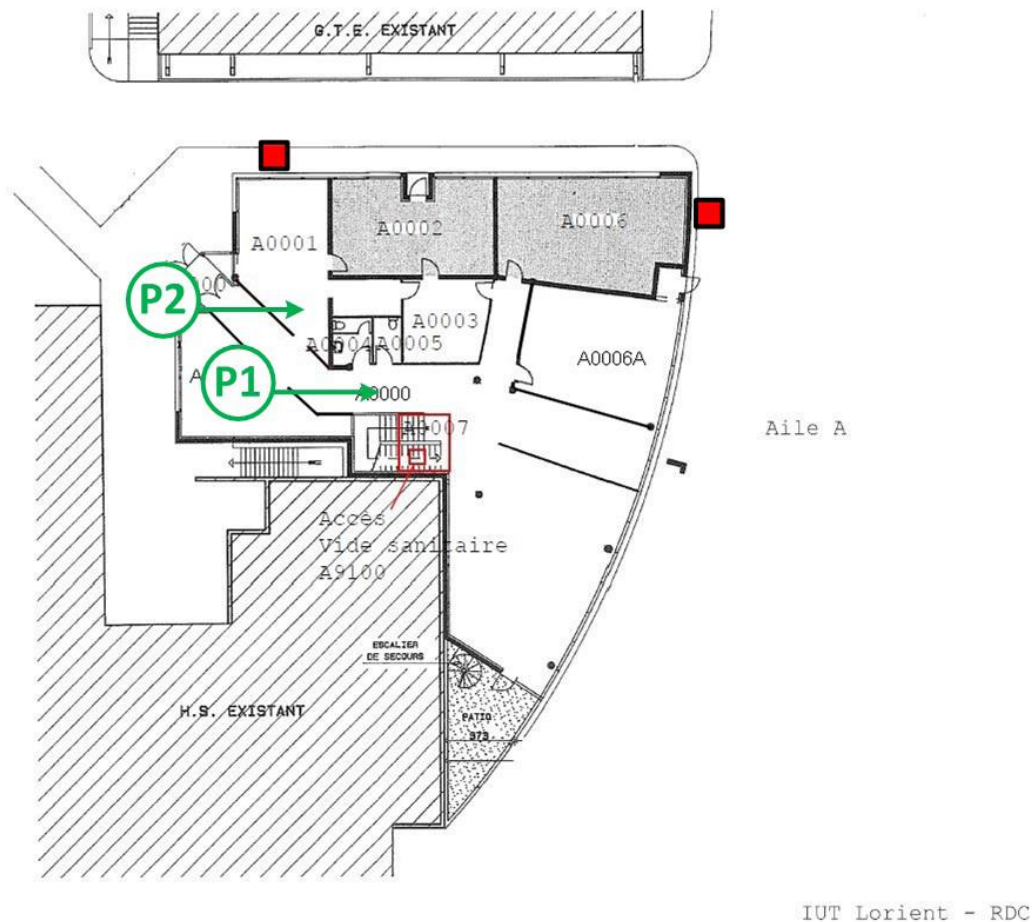 G.T.E. EXISTANT
A0001
A0002
A0006
P2
A0003
A0004
A0005
A0006A
P1
A0000
Aile A
Accès
Vide sanitaire
A9100
ESCALIER
DE SECOURS
H.S. EXISTANT
PATIO
373
IUT Lorient - RDC